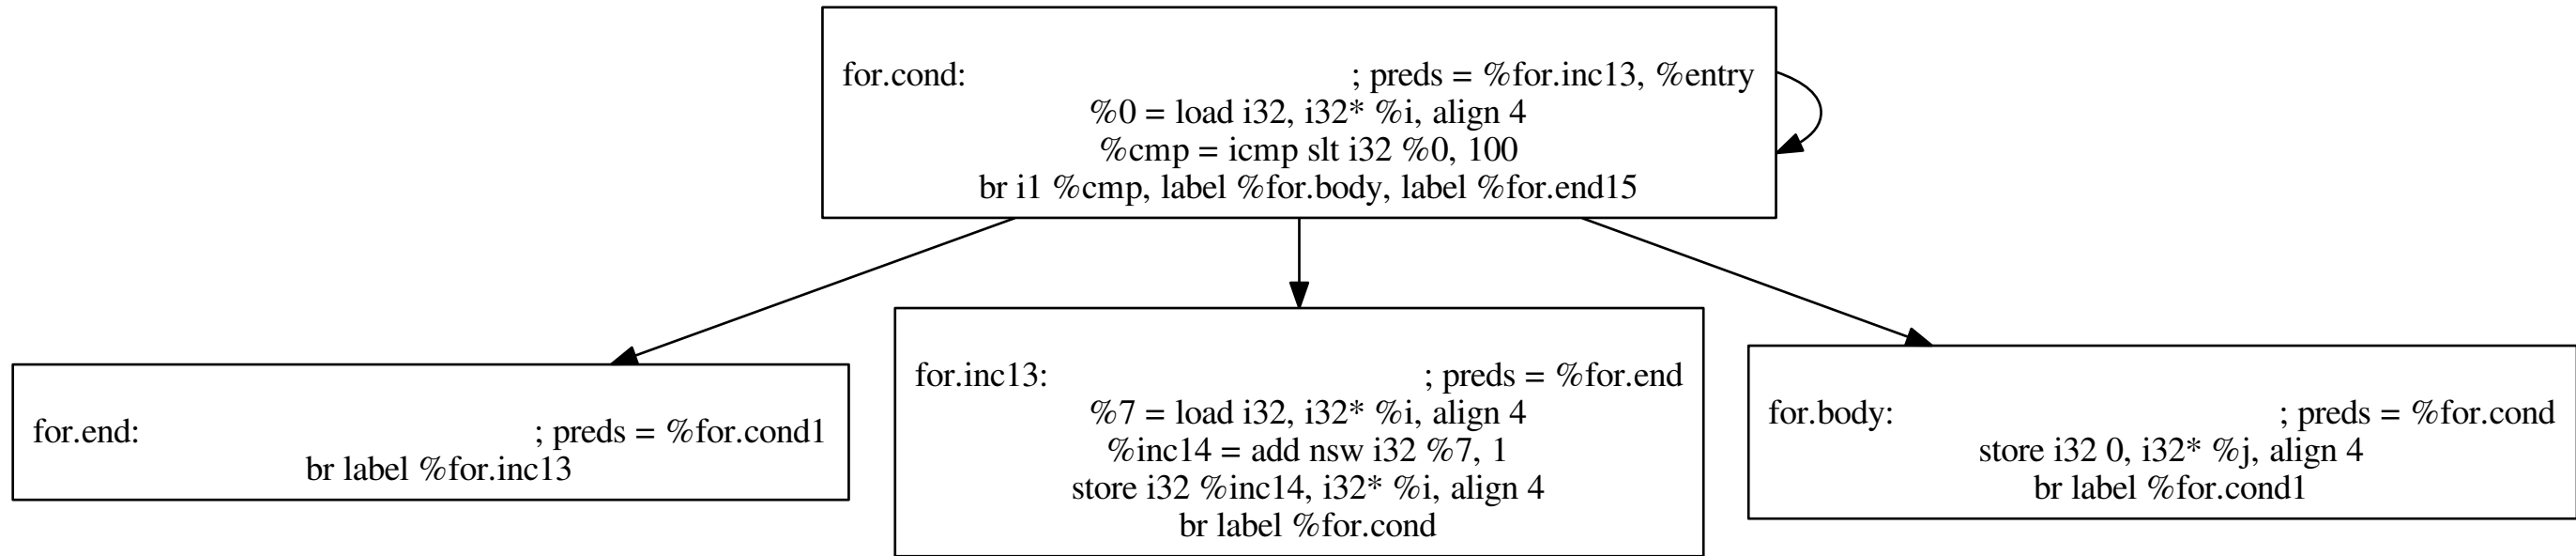 for.cond: ; preds = %for.inc13, %entry
%0 = load i32, i32* %i, align 4
%cmp = icmp slt i32 %0, 100
br i1 %cmp, label %for.body, label %for.end15
for.end: ; preds = %for.cond1
br label %for.inc13
for.inc13: ; preds = %for.end
%7 = load i32, i32* %i, align 4
%inc14 = add nsw i32 %7, 1
store i32 %inc14, i32* %i, align 4
br label %for.cond
for.body: ; preds = %for.cond
store i32 0, i32* %j, align 4
br label %for.cond1